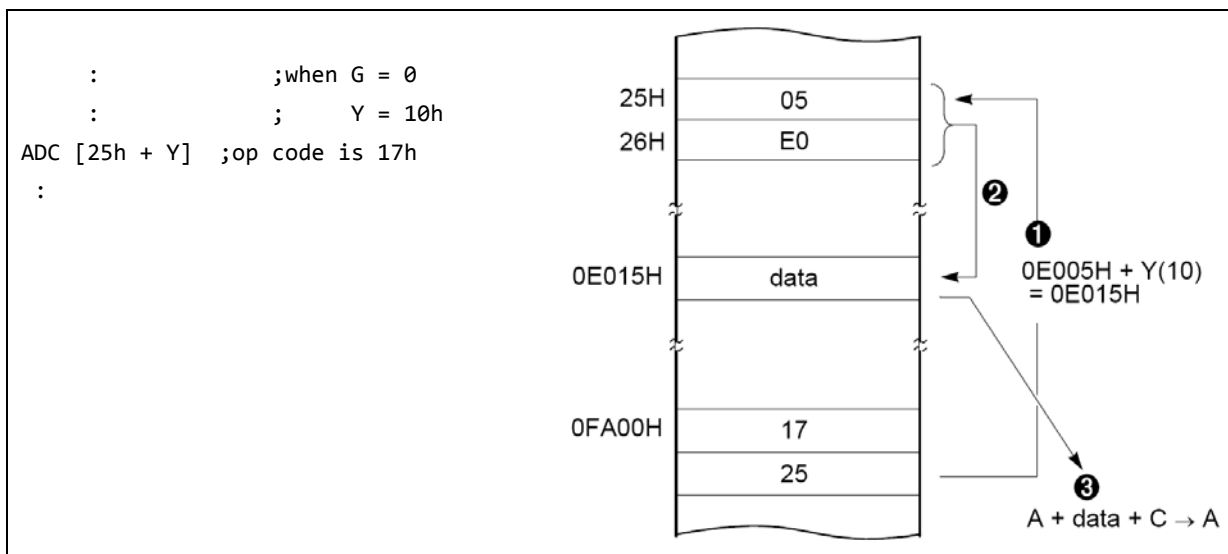 : ;when G = 0
: ; Y = 10h
ADC [25h + Y] ;op code is 17h
:
25H 05
26H E0
❷
❶
0E015H data 0E005H + Y(10)
= 0E015H
0FA00H 17
25
❸
A + data + C → A